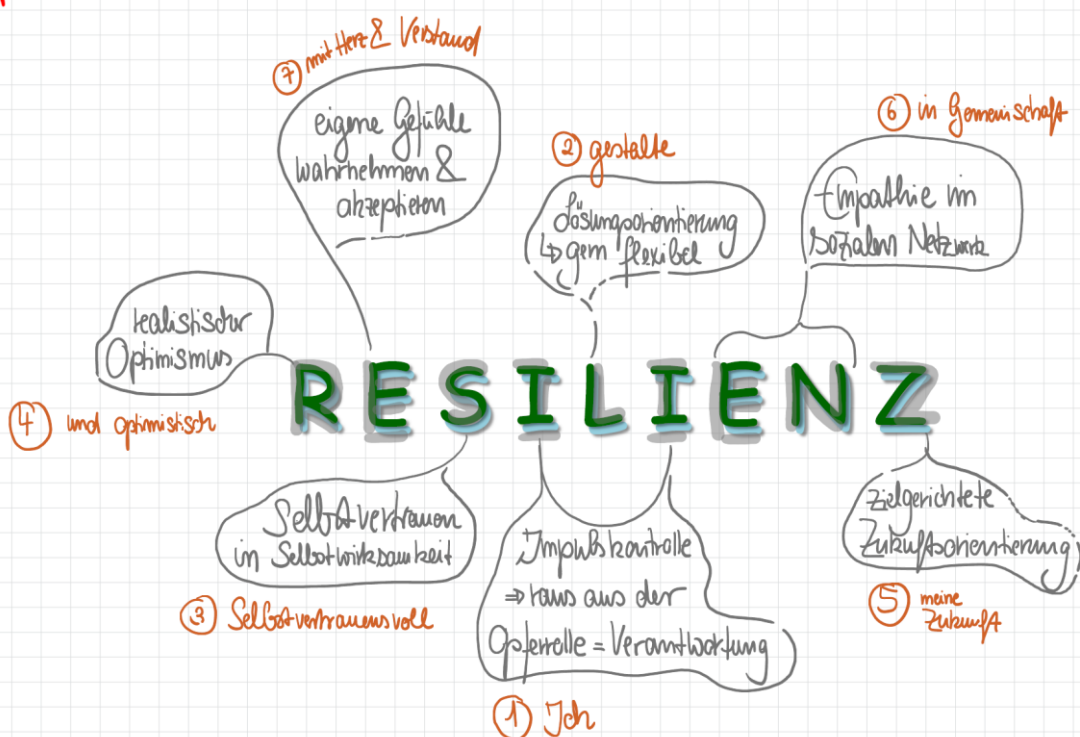 ⑦ mit Herz & Verstand
eigene Gefühle
wahrnehmen &
akzeptieren
② gestalte
Lösungsorientierung
↳ gern flexibel
⑥ in Gemeinschaft
Empathie im
sozialen Netzwerk
realistischer
Optimismus
④ und optimistisch
RESILIENZ
Selbstvertrauen
in Selbstwirksamkeit
③ Selbstvertrauensvoll
Impulskontrolle
⇒ raus aus der
Opferrolle = Verantwortung
① Ich
Zielgerichtete
Zukunftsorientierung
⑤ meine
Zukunft